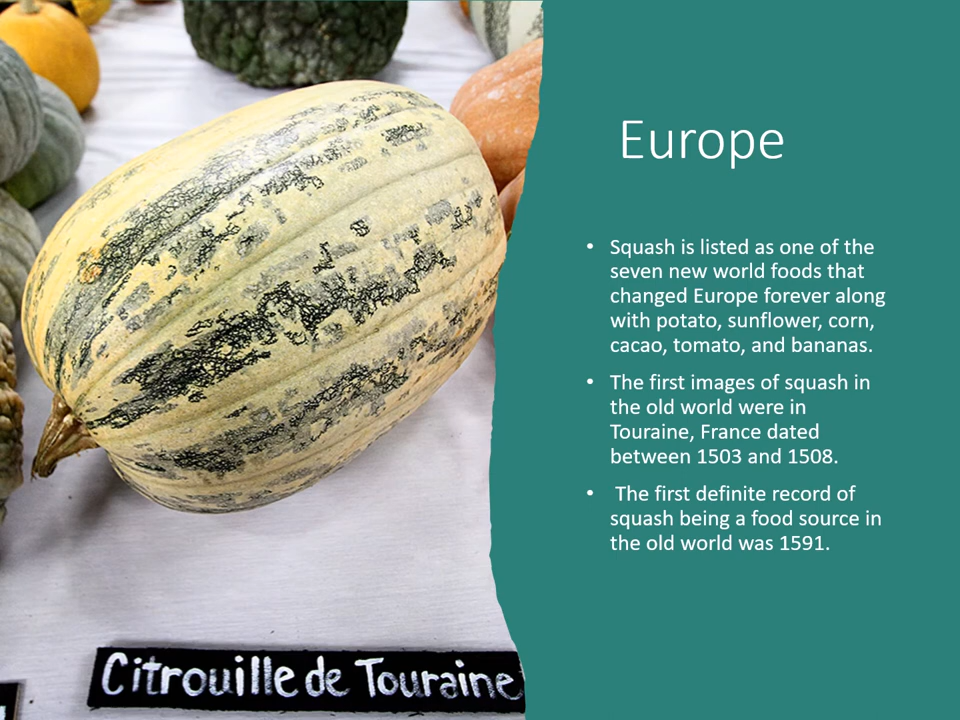 Europe
• Squash is listed as one of the
seven new world foods that
changed Europe forever along
with potato, sunflower, corn,
cacao, tomato, and bananas.
• The first images of squash in
the old world were in
Touraine, France dated
between 1503 and 1508.
• The first definite record of
squash being a food source in
the old world was 1591.
Citrouille de Touraine